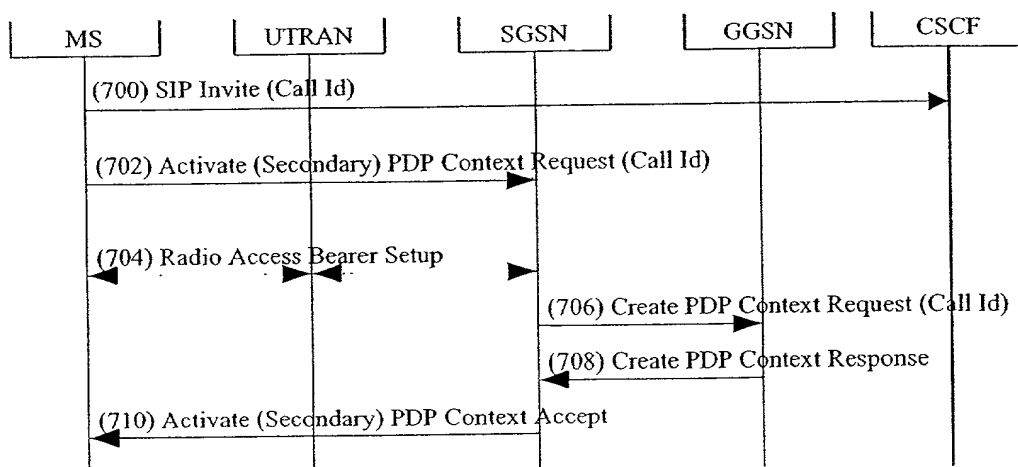 MS UTRAN SGSN GGSN CSCF
(700) SIP Invite (Call Id)
(702) Activate (Secondary) PDP Context Request (Call Id)
(704) Radio Access Bearer Setup
(706) Create PDP Context Request (Call Id)
(708) Create PDP Context Response
(710) Activate (Secondary) PDP Context Accept